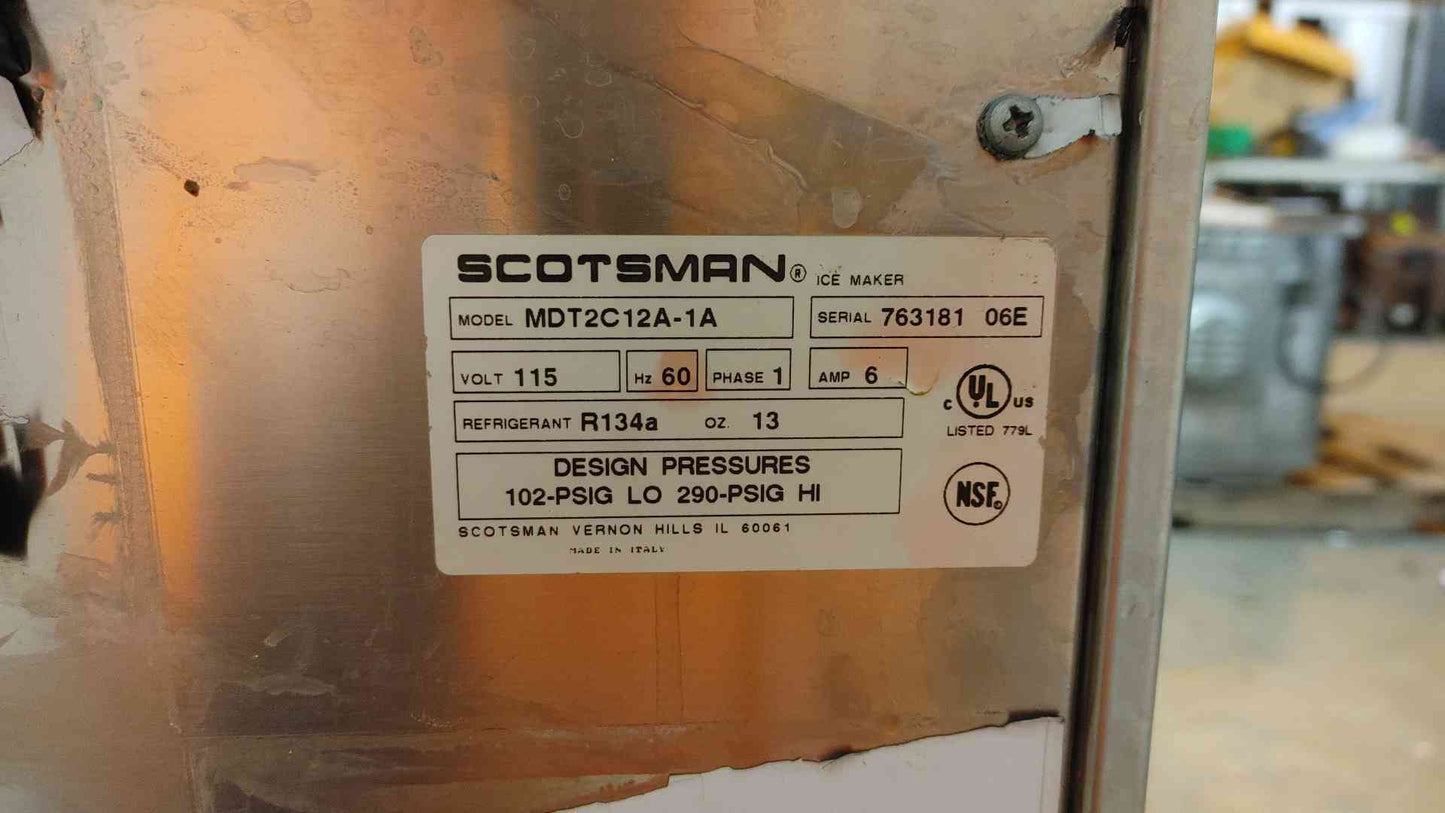 SCOTSMAN® ICE MAKER
MODEL MDT2C12A-1A SERIAL 763181 06E
VOLT 115 Hz 60 PHASE 1 AMP 6
REFRIGERANT R134a OZ. 13
C UL US
LISTED 779L
DESIGN PRESSURES
102-PSIG LO 290-PSIG HI
NSF®
SCOTSMAN VERNON HILLS IL 60061
MADE IN ITALY